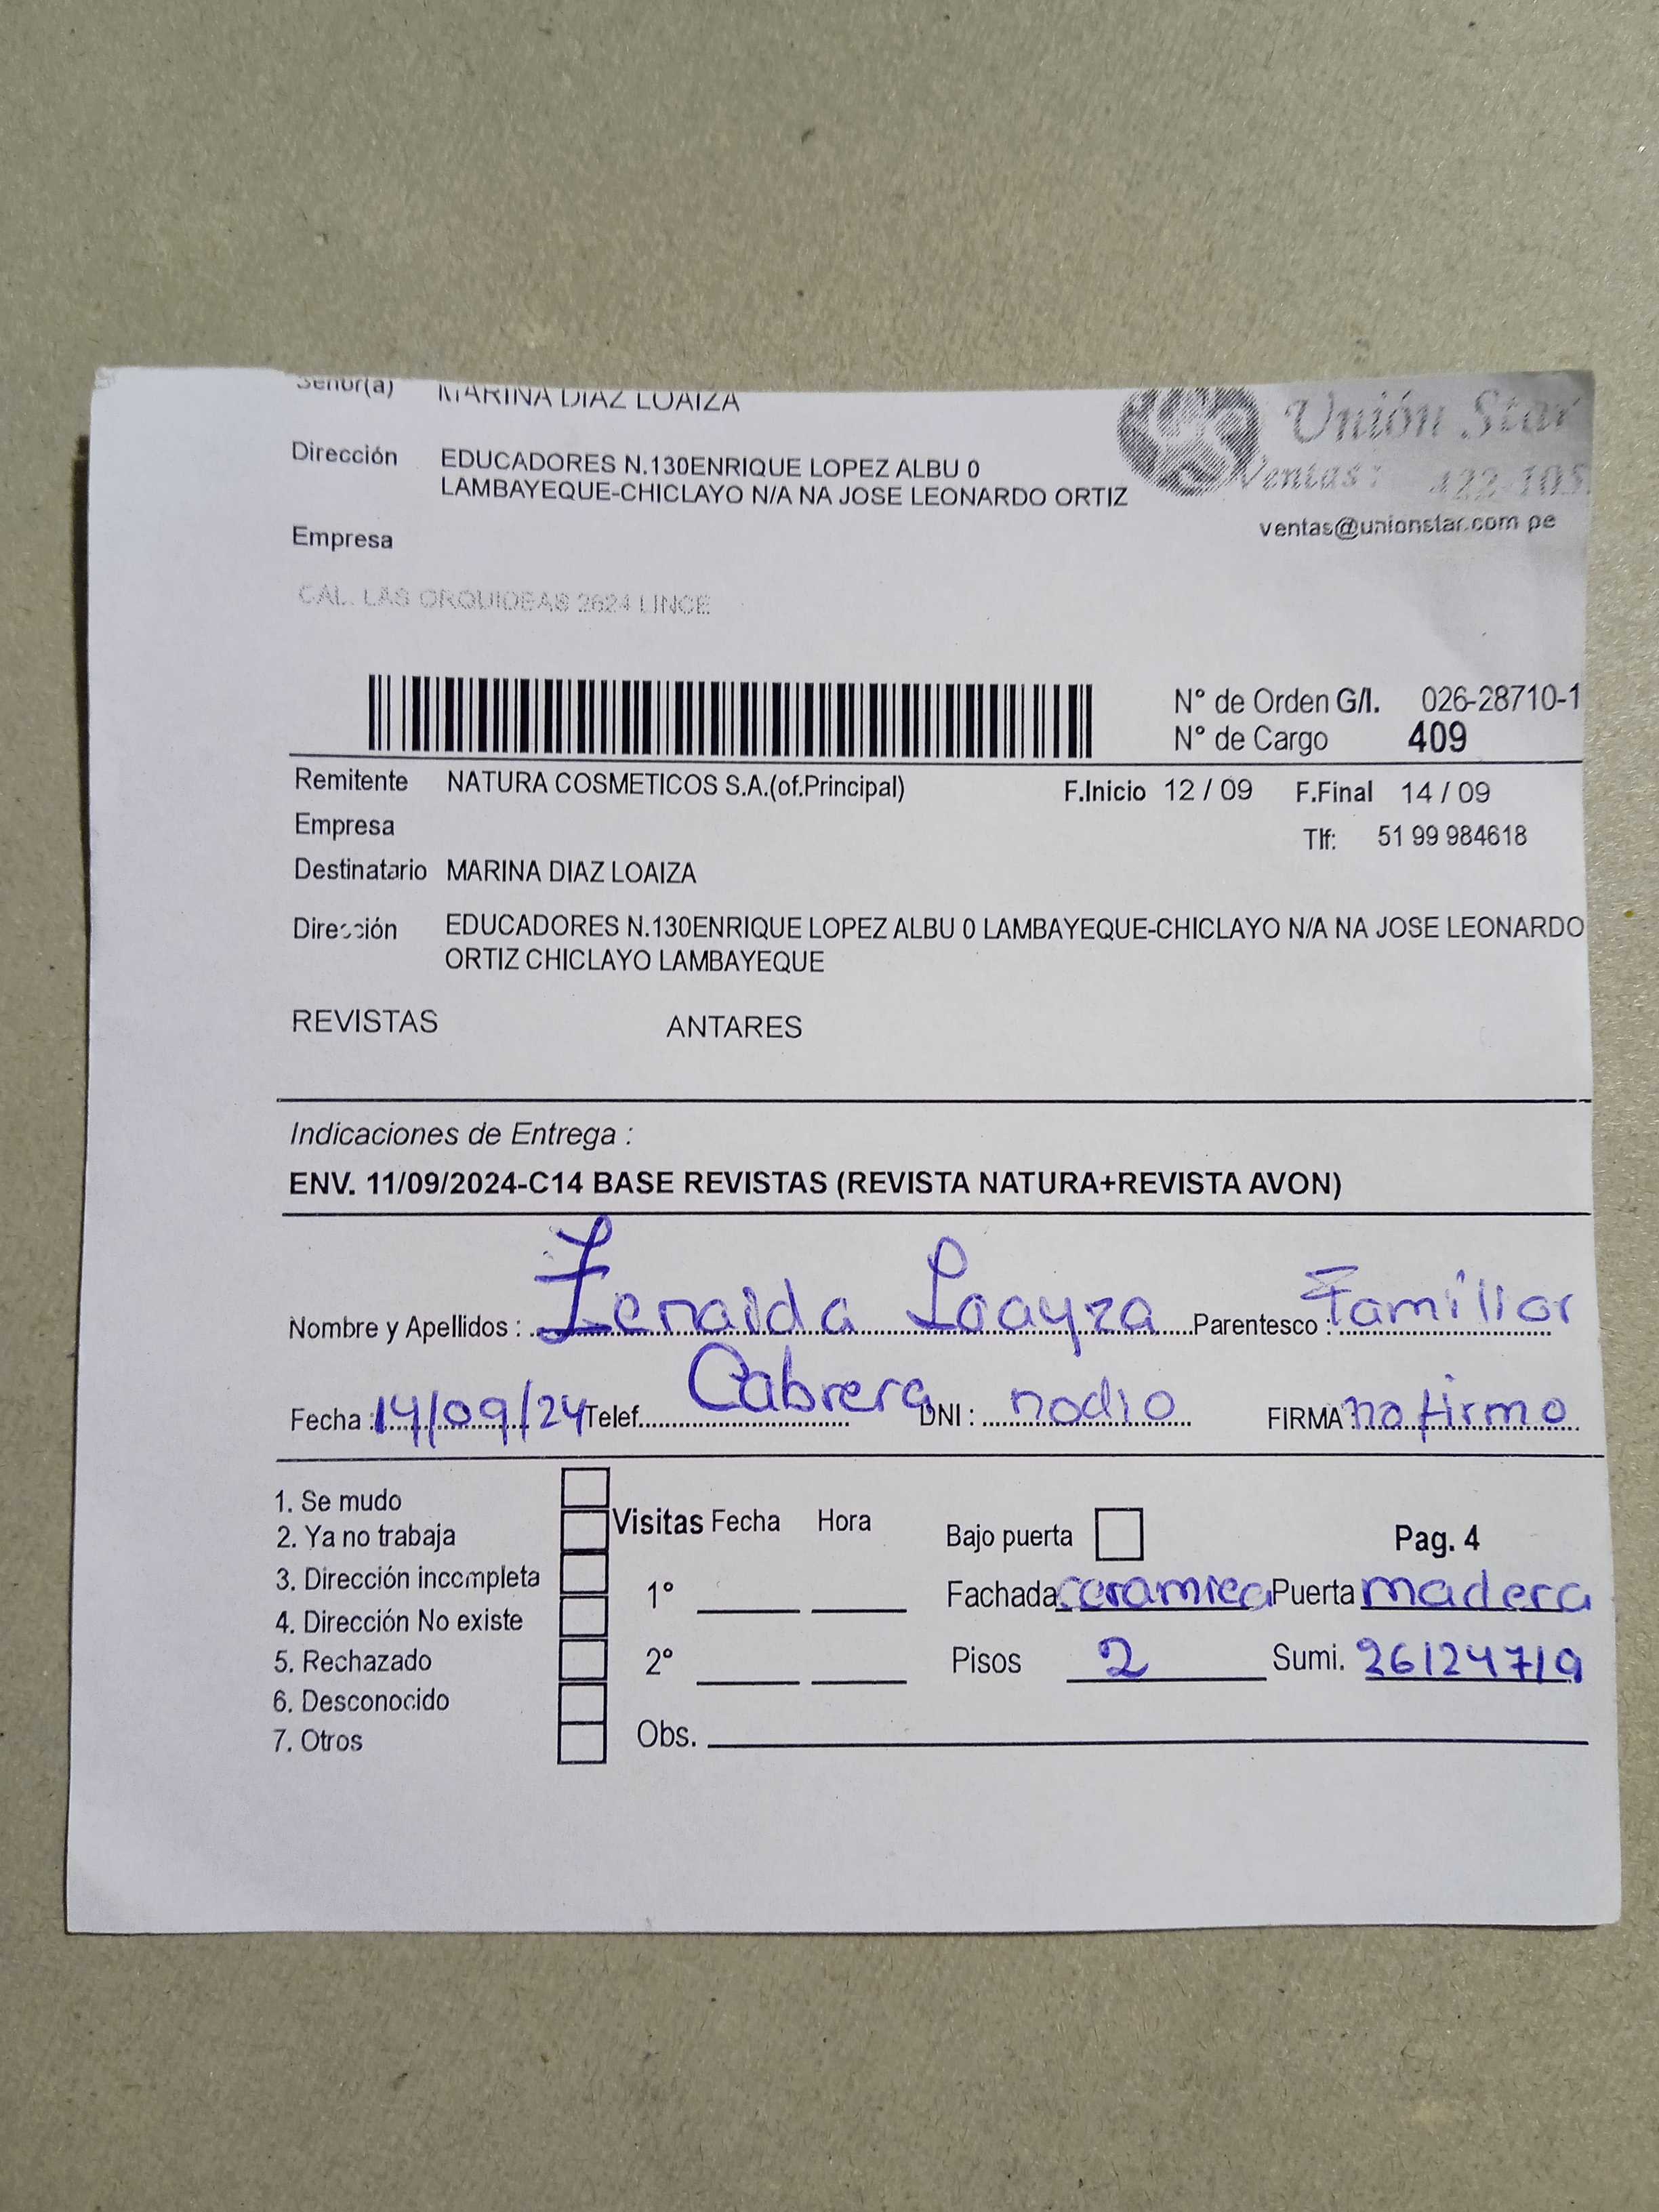 Señor(a) MARINA DIAZ LOAIZA
Unión Star
Dirección EDUCADORES N.130ENRIQUE LOPEZ ALBU 0
LAMBAYEQUE-CHICLAYO N/A NA JOSE LEONARDO ORTIZ
Ventas: 422-105
ventas@unionstar.com pe
Empresa
CAL. LAS ORQUIDEAS 2624 LINCE
N° de Orden G/I. 026-28710-1
N° de Cargo 409
Remitente NATURA COSMETICOS S.A.(of.Principal) F.Inicio 12 / 09 F.Final 14 / 09
Empresa Tlf: 51 99 984618
Destinatario MARINA DIAZ LOAIZA
Dirección EDUCADORES N.130ENRIQUE LOPEZ ALBU 0 LAMBAYEQUE-CHICLAYO N/A NA JOSE LEONARDO
ORTIZ CHICLAYO LAMBAYEQUE
REVISTAS ANTARES
Indicaciones de Entrega :
ENV. 11/09/2024-C14 BASE REVISTAS (REVISTA NATURA+REVISTA AVON)
Nombre y Apellidos : Zenaida Loayza Parentesco : Familiar
Cabrera
Fecha : 14/09/24 Telef. DNI : nodio FIRMA : no firmo
1. Se mudo
2. Ya no trabaja
3. Dirección incompleta
4. Dirección No existe
5. Rechazado
6. Desconocido
7. Otros
Visitas Fecha Hora
1°
2°
Bajo puerta Pag. 4
Fachada ceramica Puerta madera
Pisos 2 Sumi. 26124719
Obs.